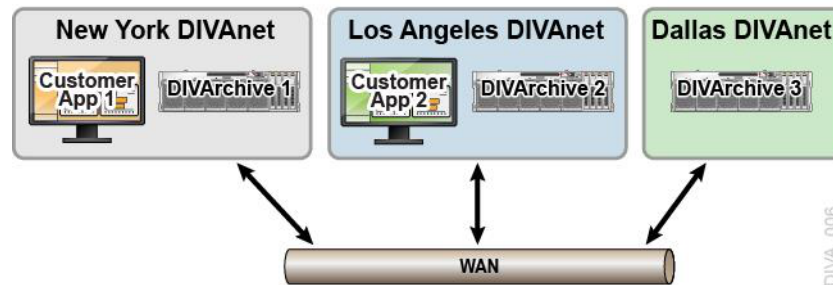 New York DIVAnet
Los Angeles DIVAnet
Dallas DIVAnet
Customer
App 1
DIVArchive 1
Customer
App 2
DIVArchive 2
DIVArchive 3
WAN
DIVA_006